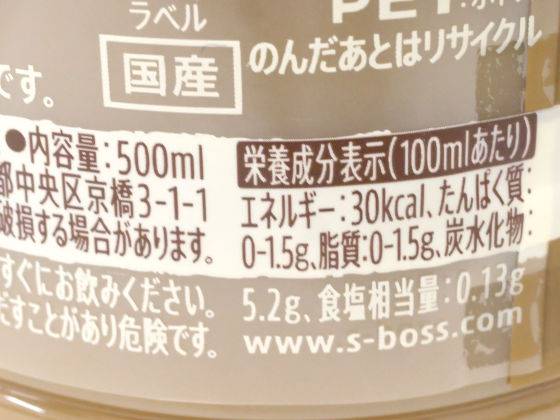 ラベル
PET
国産
のんだあとはリサイクル
です。
●内容量:500ml
都中央区京橋3-1-1
破損する場合があります。
すぐにお飲みください。
だすことがあり危険です。
栄養成分表示(100mlあたり)
エネルギー:30kcal、たんぱく質:
0-1.5g、脂質:0-1.5g、炭水化物:
5.2g、食塩相当量:0.13g
www.s-boss.com